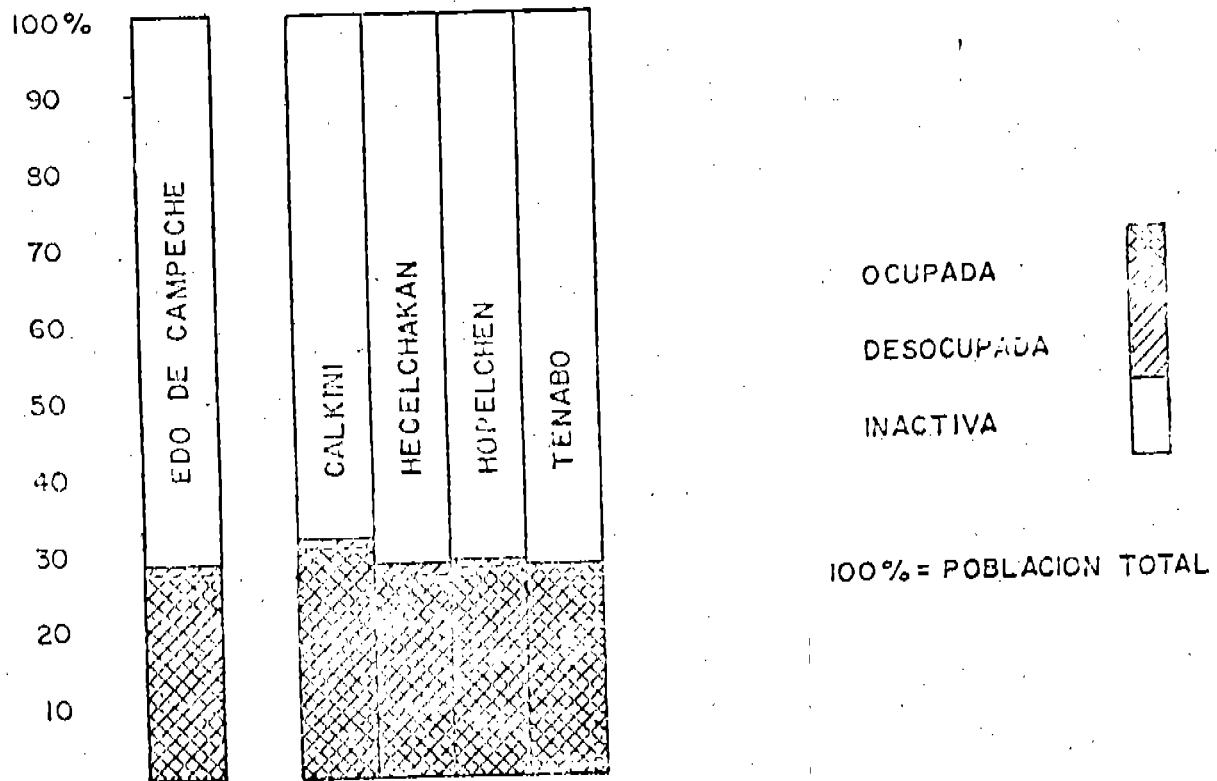 100%
90
80
70
60
50
40
30
20
10
EDO DE CAMPECHE
CALKINI
HECELCHAKAN
HOPELCHEN
TENABO
OCUPADA
DESOCUPADA
INACTIVA
100%= POBLACION TOTAL